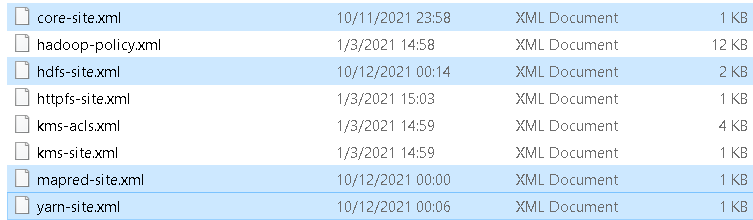 core-site.xml 10/11/2021 23:58 XML Document 1 KB
hadoop-policy.xml 1/3/2021 14:58 XML Document 12 KB
hdfs-site.xml 10/12/2021 00:14 XML Document 2 KB
httpfs-site.xml 1/3/2021 15:03 XML Document 1 KB
kms-acls.xml 1/3/2021 14:59 XML Document 4 KB
kms-site.xml 1/3/2021 14:59 XML Document 1 KB
mapred-site.xml 10/12/2021 00:00 XML Document 1 KB
yarn-site.xml 10/12/2021 00:06 XML Document 1 KB